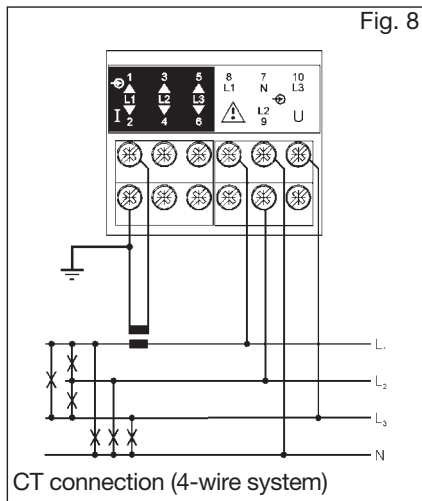 Fig. 8
1 3 5 8 7 10
L1 N L3
L1 L2 L3
I L2 U
2 4 6 9
L₁
L₂
L₃
N
CT connection (4-wire system)